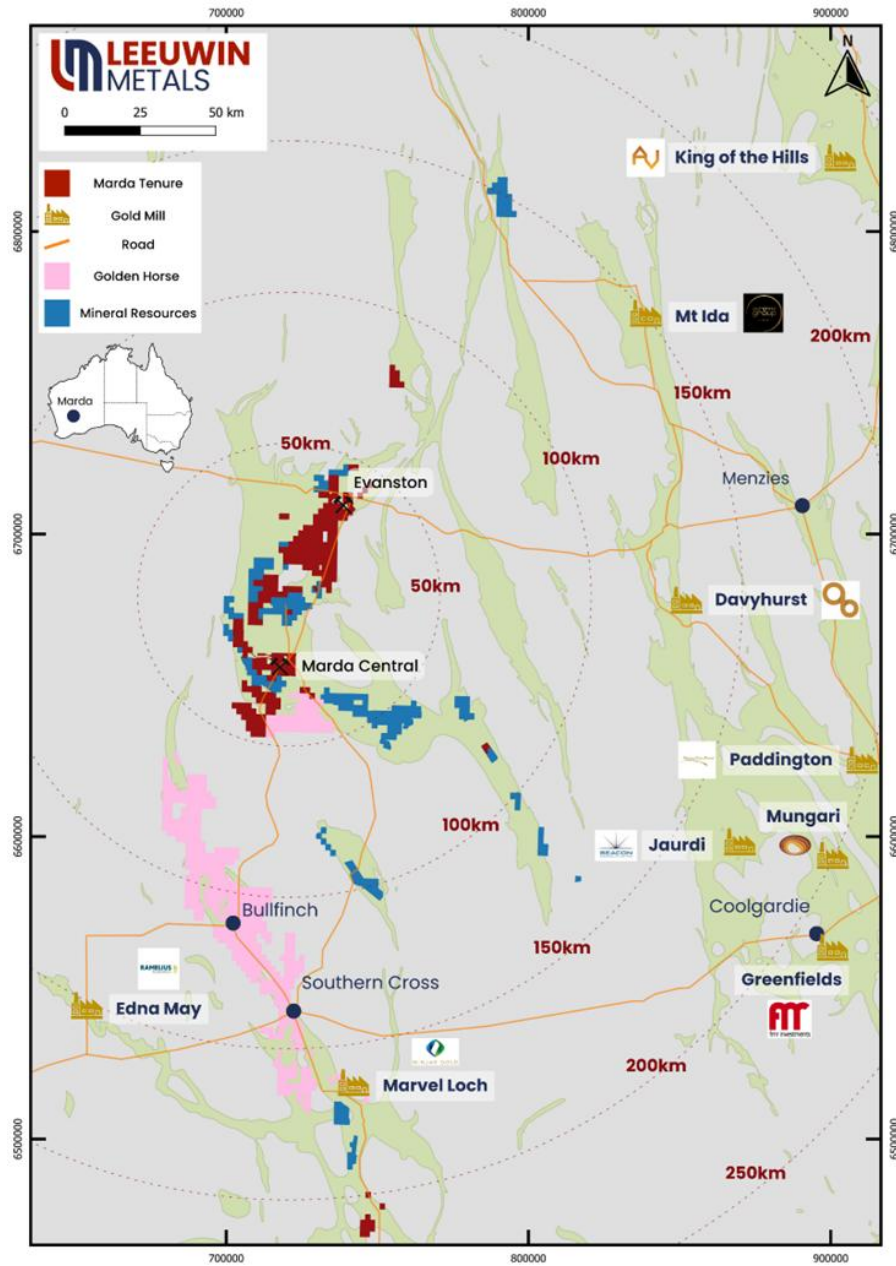 700000
800000
900000
LEEUWIN
METALS
0
25
50 km
N
Marda Tenure
Gold Mill
Road
Golden Horse
Mineral Resources
Marda
King of the Hills
6800000
6800000
Mt Ida
200km
150km
50km
100km
Evanston
Menzies
6700000
6700000
50km
Davyhurst
Marda Central
Paddington
100km
Mungari
BEACON
Jaurdi
6600000
6600000
Coolgardie
Bullfinch
150km
RAMELIUS
Southern Cross
Greenfields
Edna May
FMR
200km
Marvel Loch
6500000
6500000
250km
700000
800000
900000